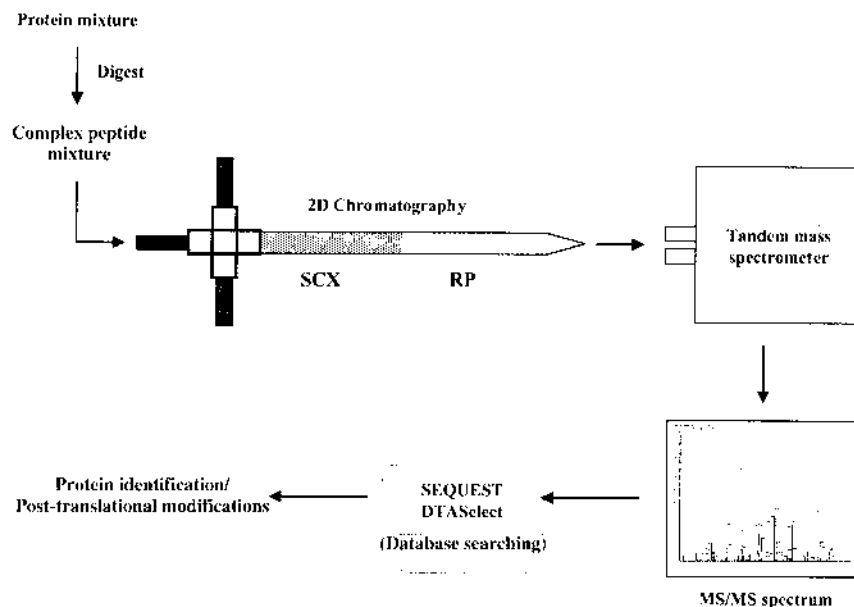 Protein mixture
Digest
Complex peptide
mixture
2D Chromatography
SCX
RP
Tandem mass
spectrometer
Protein identification/
Post-translational modifications
SEQUEST
DTASelect
(Database searching)
MS/MS spectrum